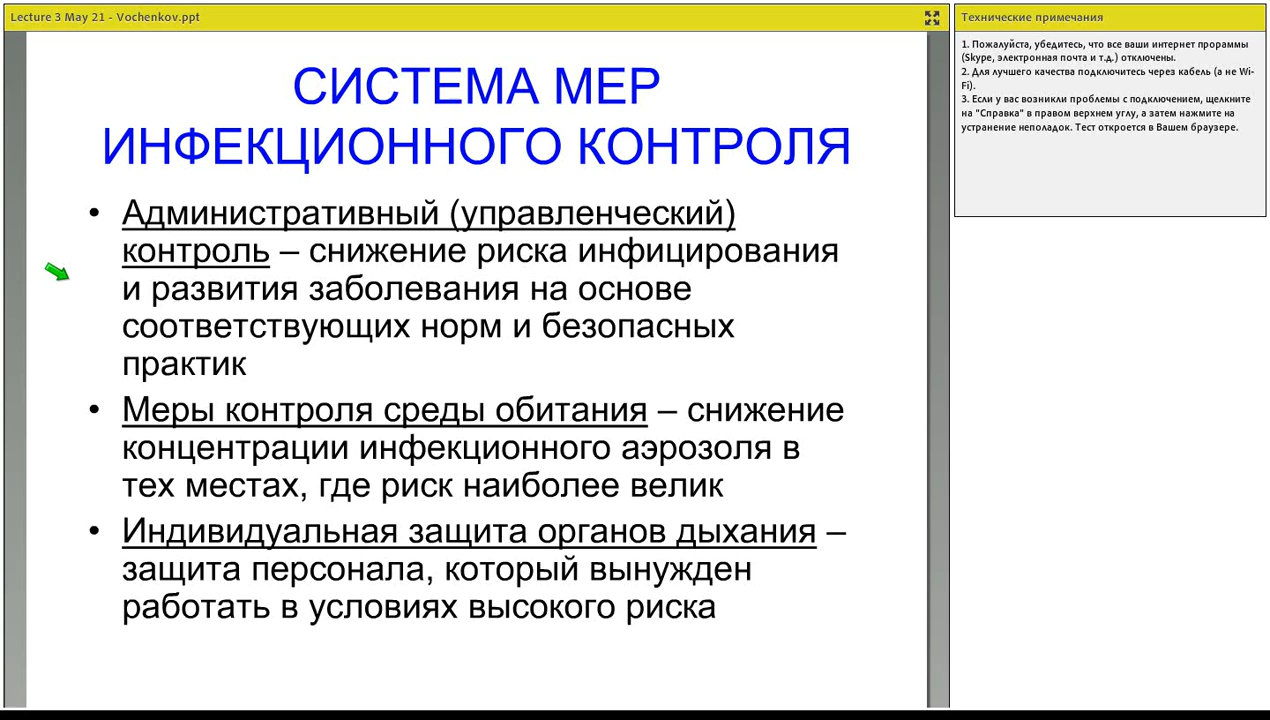 Lecture 3 May 21 - Vochenkov.ppt
СИСТЕМА МЕР
ИНФЕКЦИОННОГО КОНТРОЛЯ
• Административный (управленческий)
контроль – снижение риска инфицирования
и развития заболевания на основе
соответствующих норм и безопасных
практик
• Меры контроля среды обитания – снижение
концентрации инфекционного аэрозоля в
тех местах, где риск наиболее велик
• Индивидуальная защита органов дыхания –
защита персонала, который вынужден
работать в условиях высокого риска
Технические примечания
1. Пожалуйста, убедитесь, что все ваши интернет прораммы
(Skype, электронная почта и т.д.) отключены.
2. Для лучшего качества подключитесь через кабель (а не Wi-
Fi).
3. Если у вас возникли проблемы с подключением, щелкните
на "Справка" в правом верхнем углу, а затем нажмите на
устранение неполадок. Тест откроется в Вашем браузере.